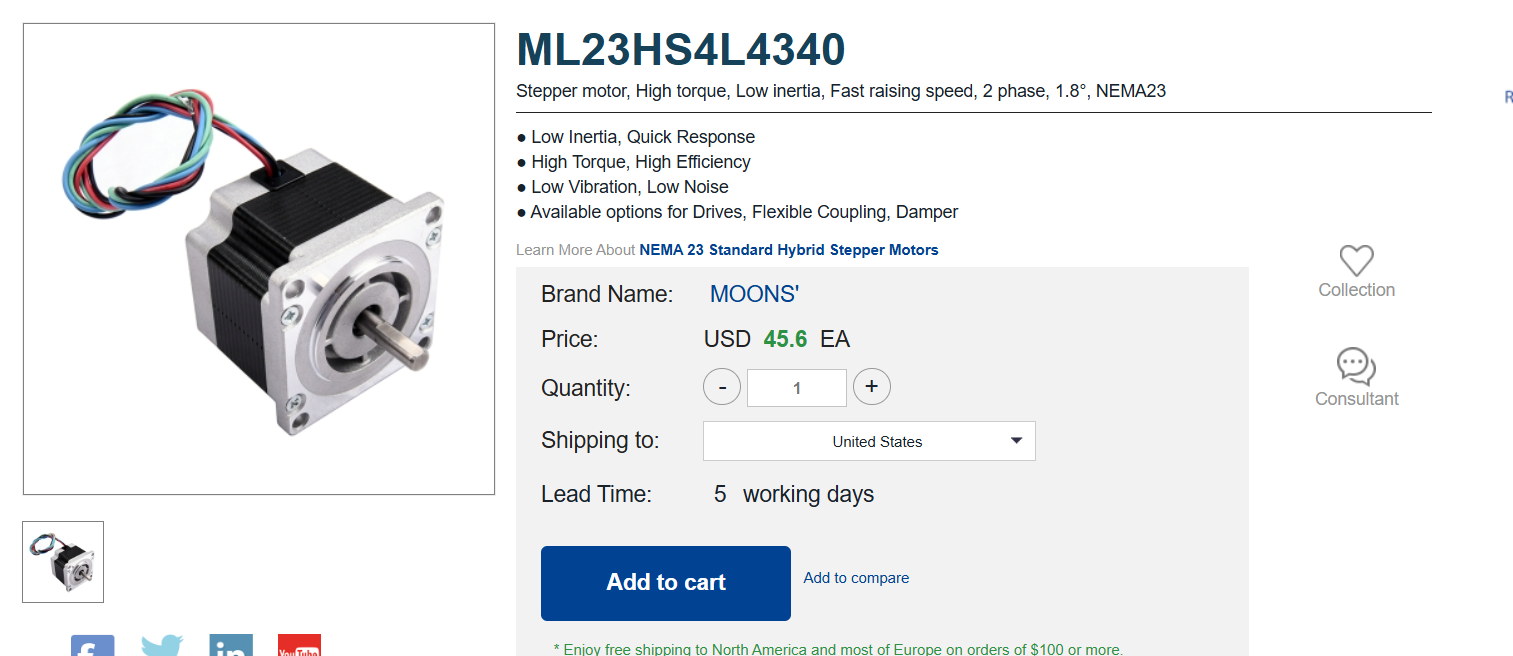 ML23HS4L4340
Stepper motor, High torque, Low inertia, Fast raising speed, 2 phase, 1.8°, NEMA23
R
● Low Inertia, Quick Response
● High Torque, High Efficiency
● Low Vibration, Low Noise
● Available options for Drives, Flexible Coupling, Damper
Learn More About NEMA 23 Standard Hybrid Stepper Motors
Brand Name: MOONS'
Price: USD 45.6 EA
Quantity: - 1 +
Shipping to: United States
Lead Time: 5 working days
Add to cart
Add to compare
* Enjoy free shipping to North America and most of Europe on orders of $100 or more.
Collection
Consultant
f
in
YouTube